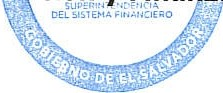 SUPERINTENDENCIA
DEL SISTEMA FINANCIERO
GOBIERNO DE EL SALVADOR